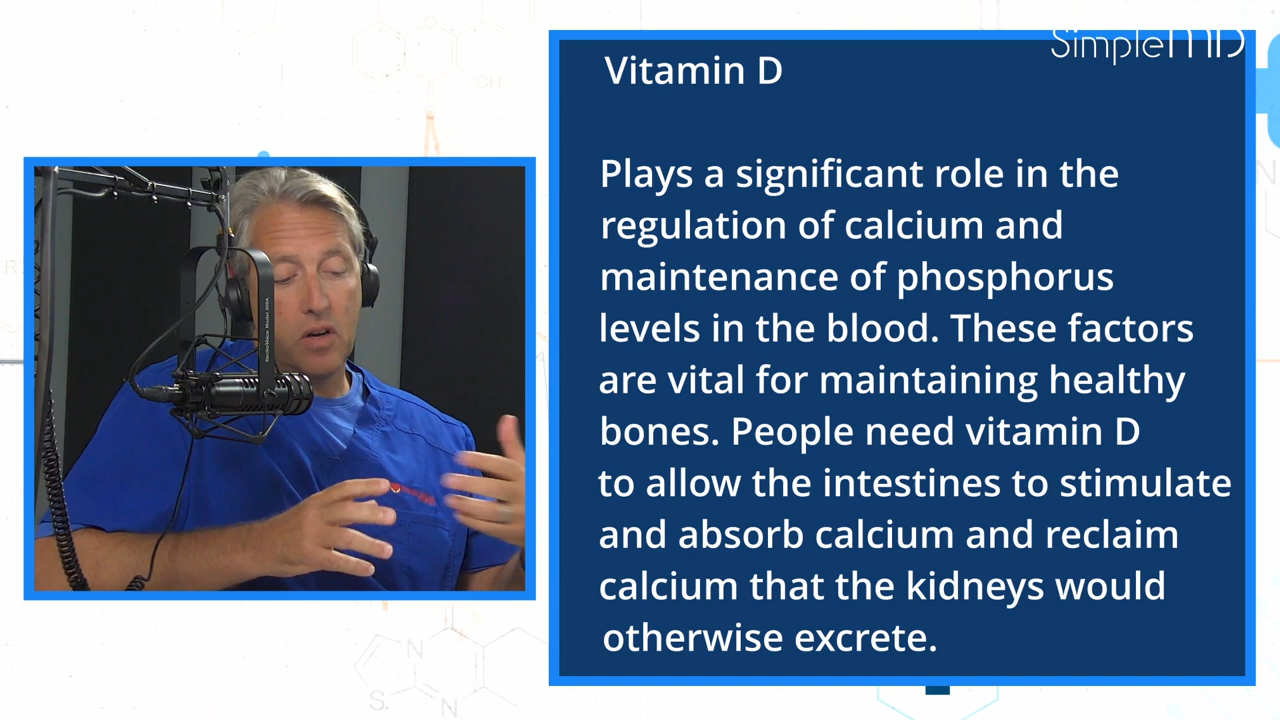 SimpleMD
Vitamin D
Plays a significant role in the
regulation of calcium and
maintenance of phosphorus
levels in the blood. These factors
are vital for maintaining healthy
bones. People need vitamin D
to allow the intestines to stimulate
and absorb calcium and reclaim
calcium that the kidneys would
otherwise excrete.
CH₃
N
S
N
N